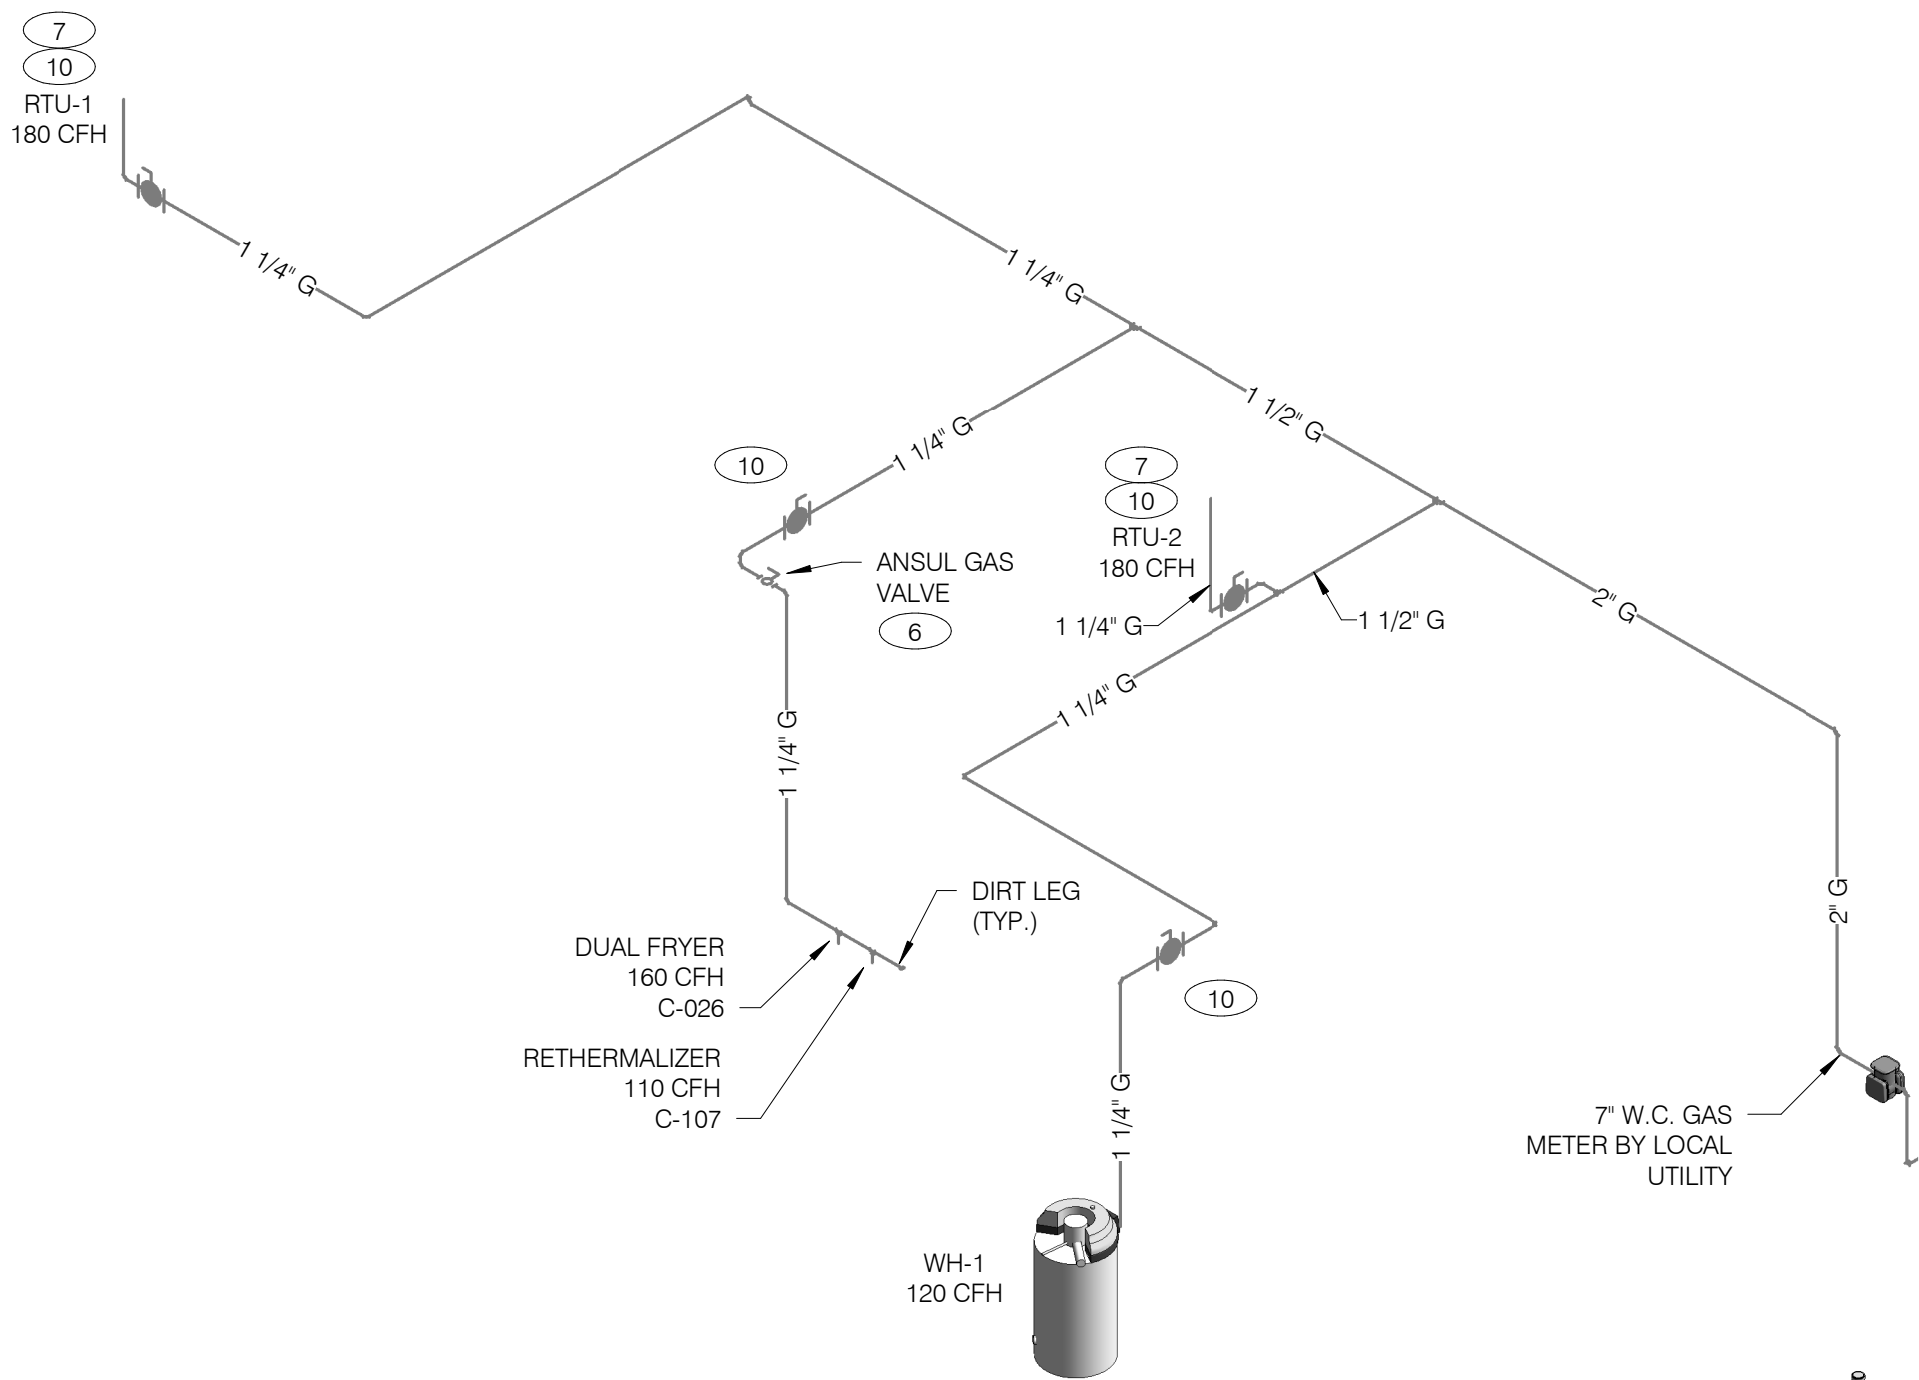 7
10
RTU-1
180 CFH
1 1/4" G
1 1/4" G
1 1/2" G
1 1/4" G
10
7
10
RTU-2
180 CFH
ANSUL GAS
VALVE
6
1 1/4" G
1 1/2" G
2" G
1 1/4" G
1 1/4" G
2" G
DIRT LEG
(TYP.)
DUAL FRYER
160 CFH
C-026
10
RETHERMALIZER
110 CFH
C-107
1 1/4" G
7" W.C. GAS
METER BY LOCAL
UTILITY
WH-1
120 CFH